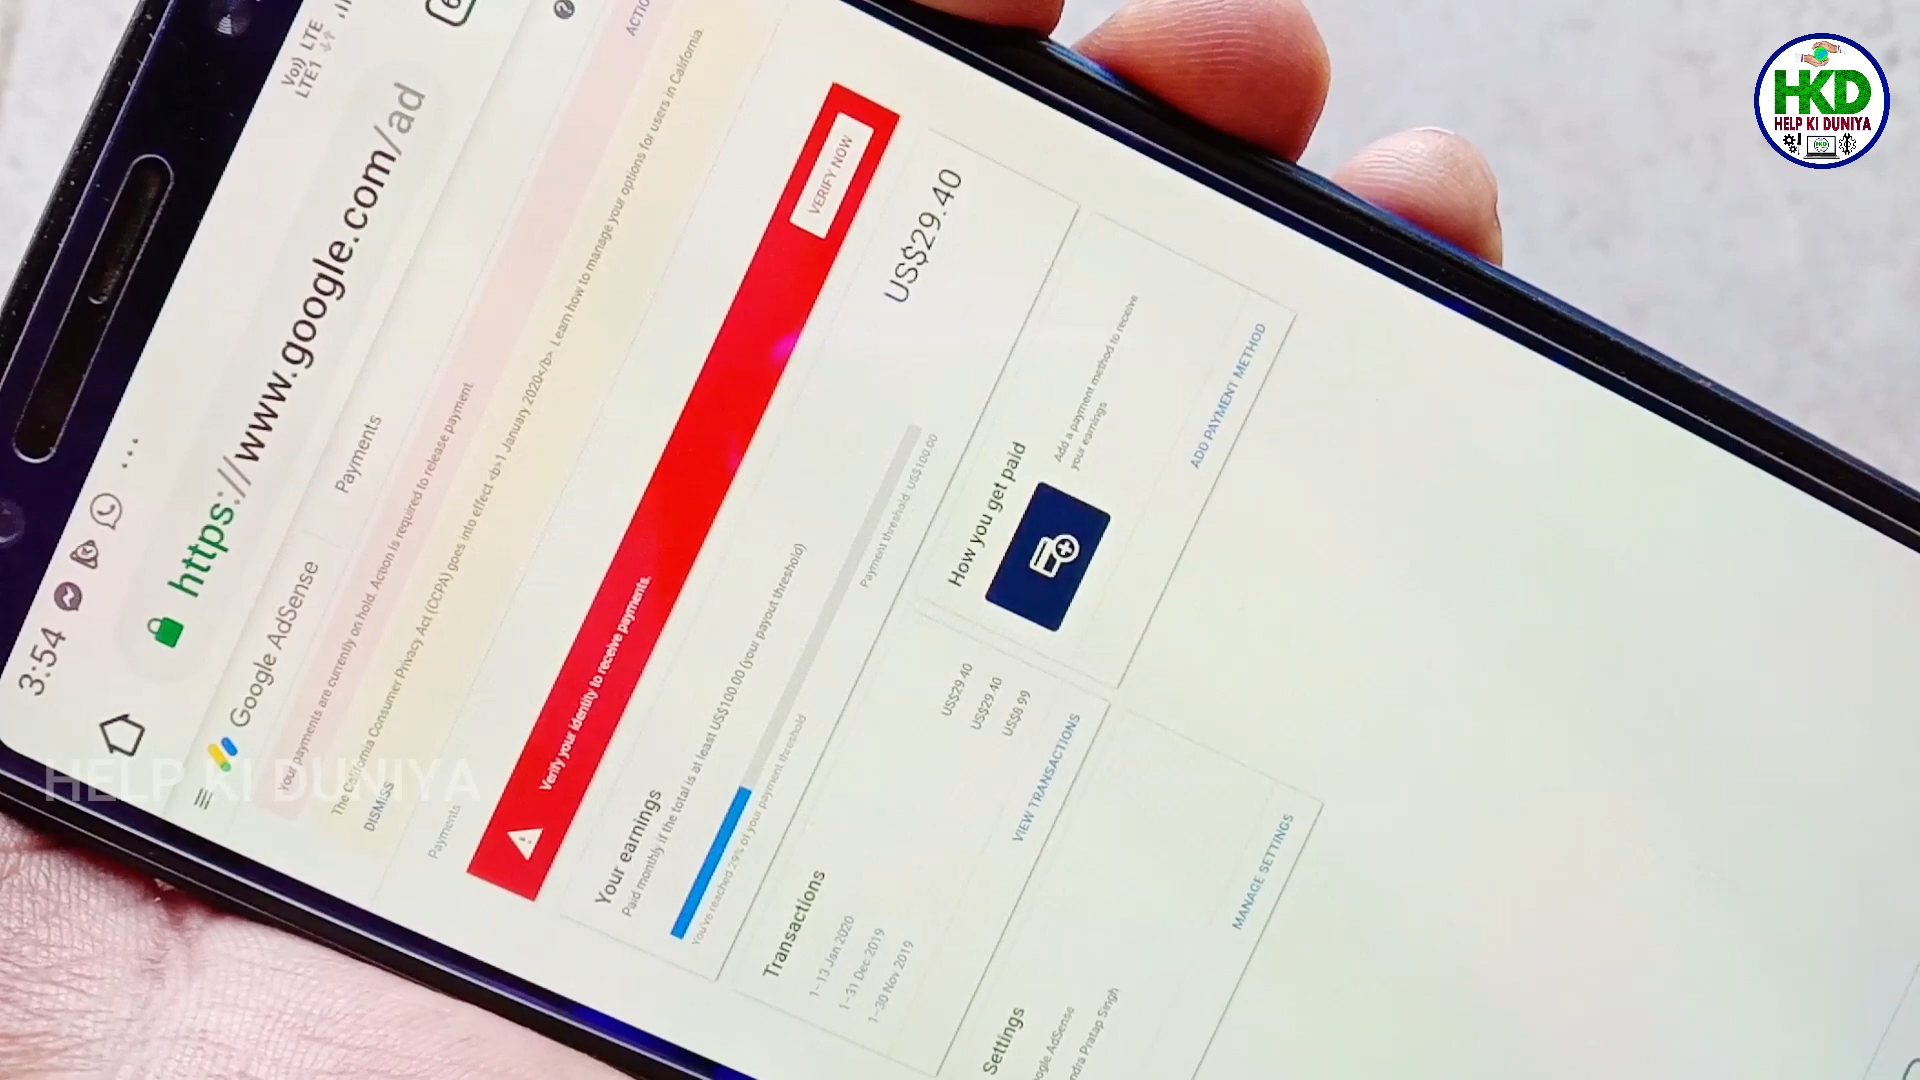 3:54
Vo)) LTE
LTE1
https://www.google.com/ad
Google AdSense
Payments
Your payments are currently on hold. Action is required to release payment.
ACTIO
The California Consumer Privacy Act (CCPA) goes into effect <b>1 January 2020</b>. Learn how to manage your options for users in California.
DISMISS
Payments
Verify your identity to receive payments.
VERIFY NOW
Your earnings
US$29.40
Paid monthly if the total is at least US$100.00 (your payout threshold)
You've reached 29% of your payment threshold
Payment threshold: US$100.00
Transactions
1–13 Jan 2020 US$29.40
1–31 Dec 2019 US$29.40
1–30 Nov 2019 US$8.99
VIEW TRANSACTIONS
How you get paid
Add a payment method to receive
your earnings
ADD PAYMENT METHOD
Settings
ogle AdSense
ndra Pratap Singh
MANAGE SETTINGS
HKD
HELP KI DUNIYA
HELP KI DUNIYA